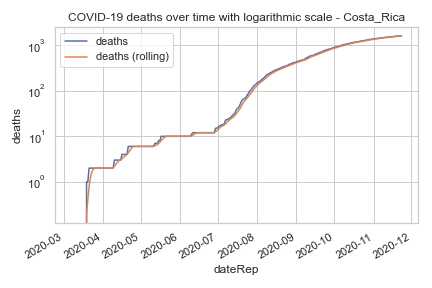 COVID-19 deaths over time with logarithmic scale - Costa_Rica
deaths
deaths (rolling)
10³
10²
10¹
10⁰
deaths
2020-03
2020-04
2020-05
2020-06
2020-07
2020-08
2020-09
2020-10
2020-11
2020-12
dateRep